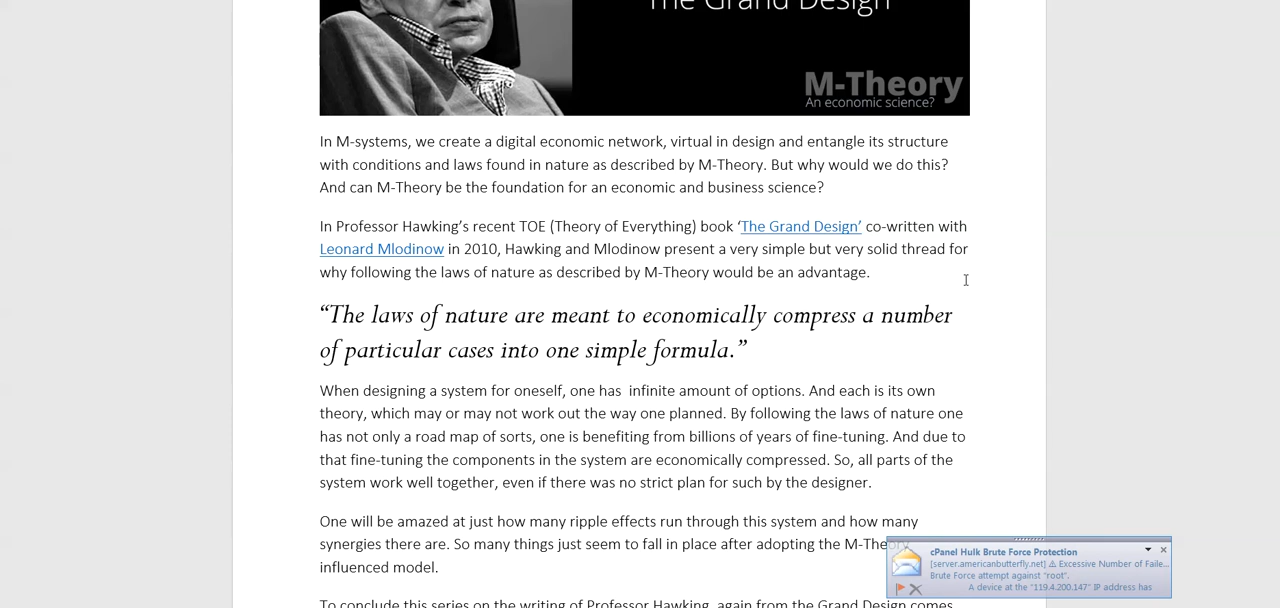 The Grand Design
M-Theory
An economic science?
In M-systems, we create a digital economic network, virtual in design and entangle its structure
with conditions and laws found in nature as described by M-Theory. But why would we do this?
And can M-Theory be the foundation for an economic and business science?
In Professor Hawking’s recent TOE (Theory of Everything) book ‘The Grand Design’ co-written with
Leonard Mlodinow in 2010, Hawking and Mlodinow present a very simple but very solid thread for
why following the laws of nature as described by M-Theory would be an advantage.
“The laws of nature are meant to economically compress a number
of particular cases into one simple formula.”
When designing a system for oneself, one has  infinite amount of options. And each is its own
theory, which may or may not work out the way one planned. By following the laws of nature one
has not only a road map of sorts, one is benefiting from billions of years of fine-tuning. And due to
that fine-tuning the components in the system are economically compressed. So, all parts of the
system work well together, even if there was no strict plan for such by the designer.
One will be amazed at just how many ripple effects run through this system and how many
synergies there are. So many things just seem to fall in place after adopting the M-Theory
influenced model.
To conclude this series on the writing of Professor Hawking, again from the Grand Design comes
cPanel Hulk Brute Force Protection
[server.americanbutterfly.net] ⚠ Excessive Number of Faile...
Brute Force attempt against "root".
A device at the "119.4.200.147" IP address has